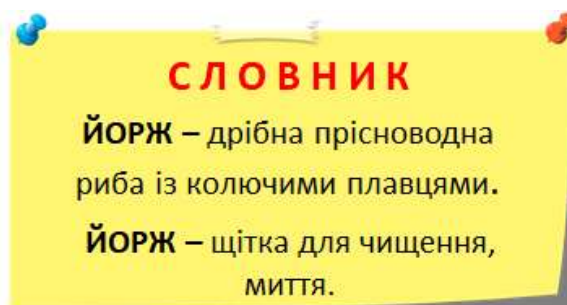 СЛОВНИК
ЙОРЖ – дрібна прісноводна
риба із колючими плавцями.
ЙОРЖ – щітка для чищення,
миття.